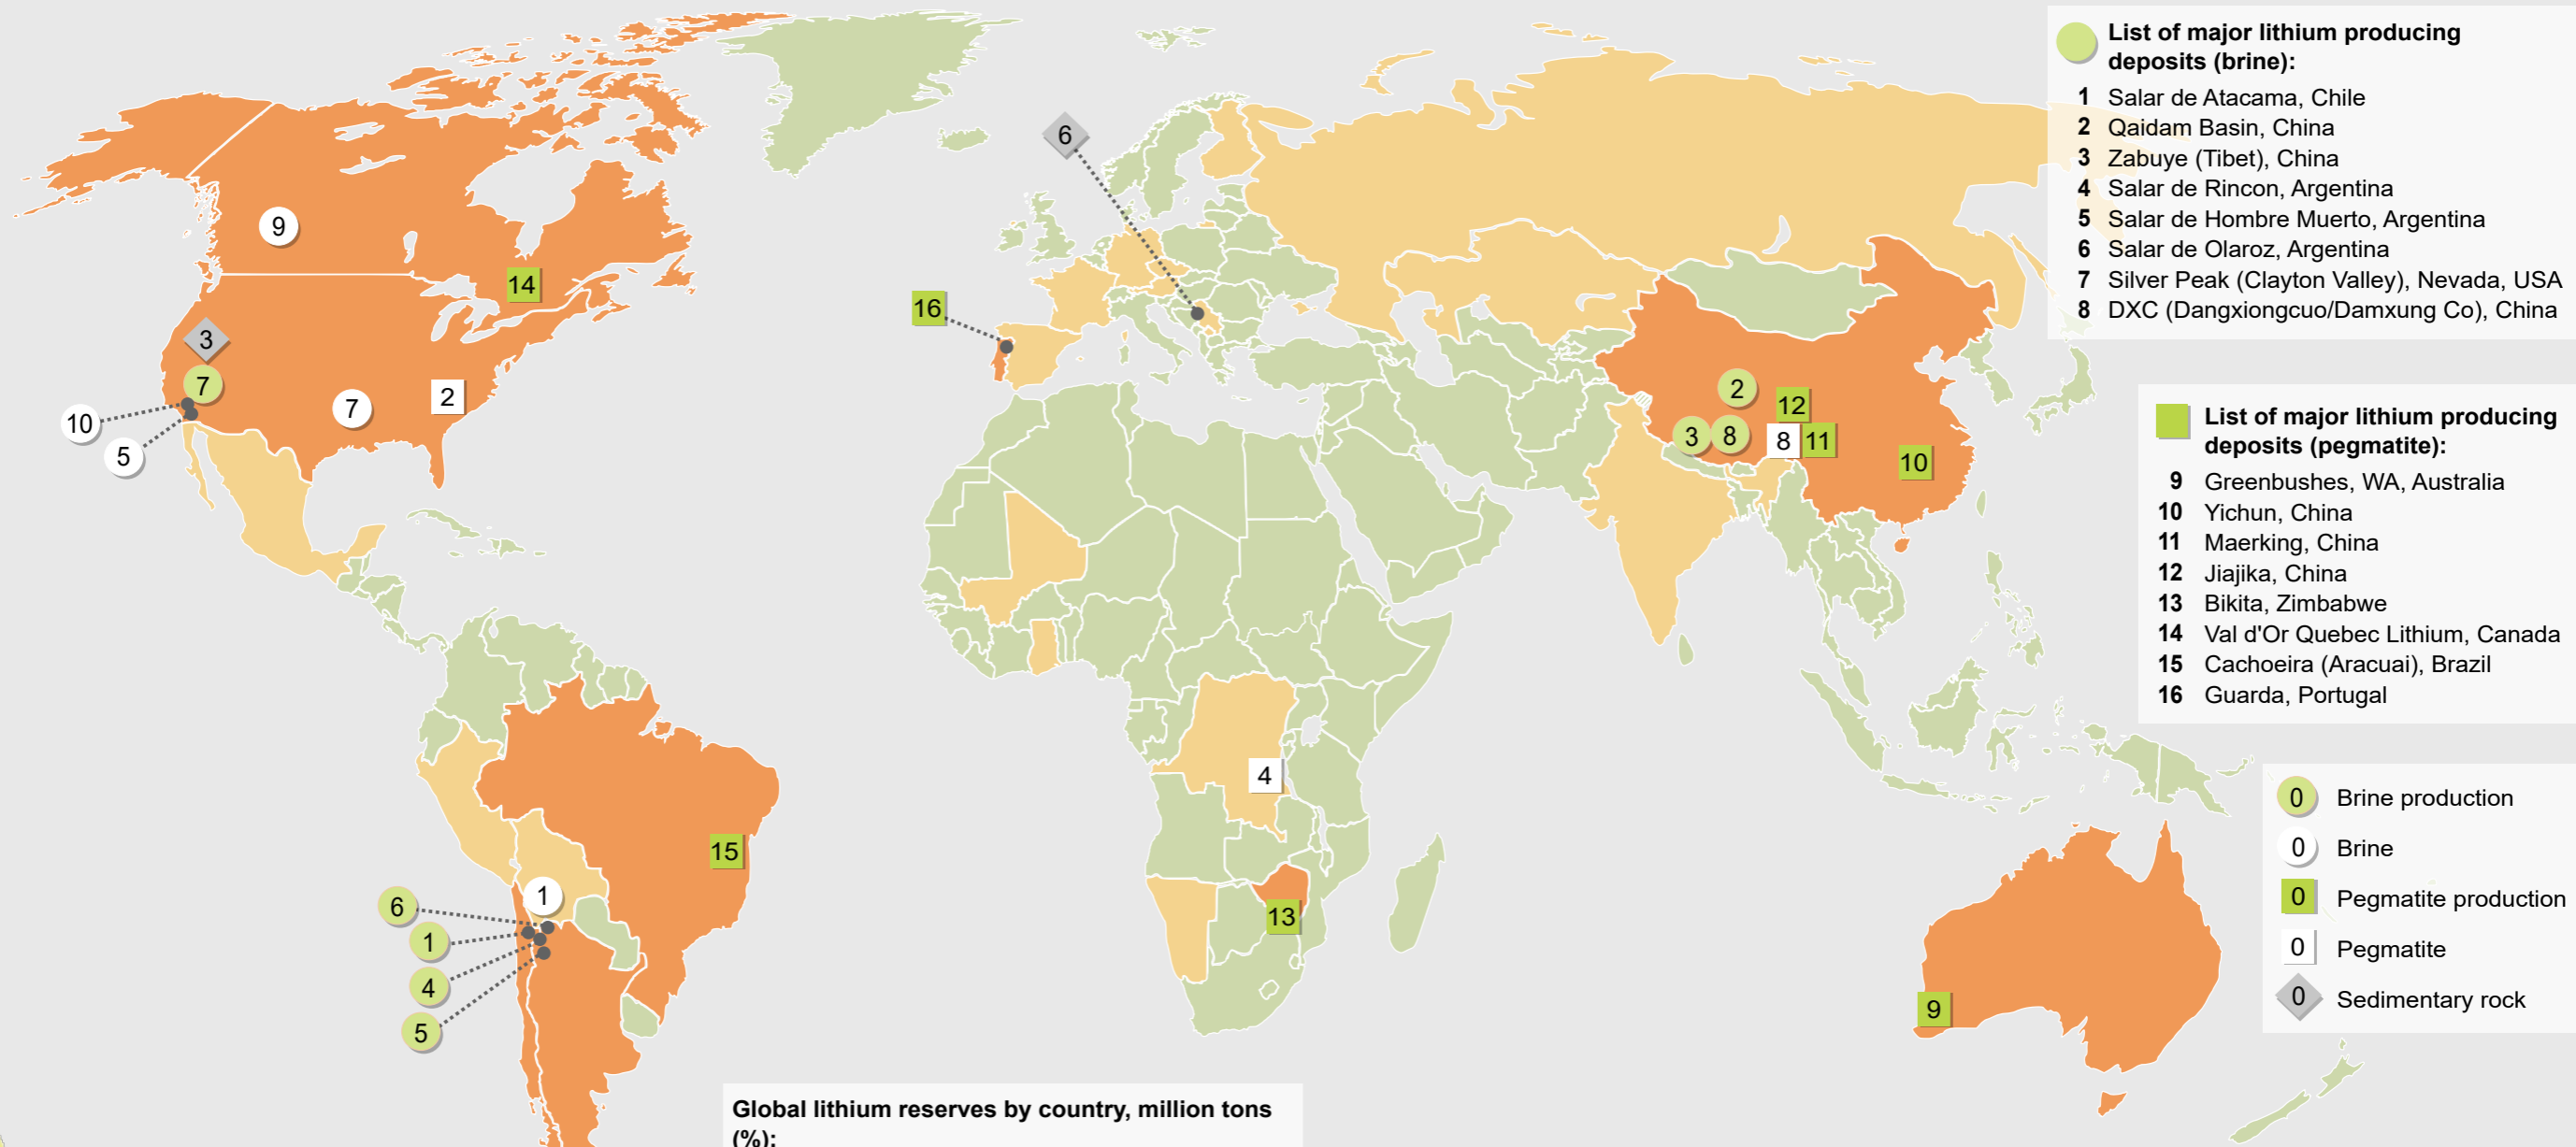 List of major lithium producing
deposits (brine):
1 Salar de Atacama, Chile
2 Qaidam Basin, China
3 Zabuye (Tibet), China
4 Salar de Rincon, Argentina
5 Salar de Hombre Muerto, Argentina
6 Salar de Olaroz, Argentina
7 Silver Peak (Clayton Valley), Nevada, USA
8 DXC (Dangxiongcuo/Damxung Co), China
List of major lithium producing
deposits (pegmatite):
9 Greenbushes, WA, Australia
10 Yichun, China
11 Maerking, China
12 Jiajika, China
13 Bikita, Zimbabwe
14 Val d'Or Quebec Lithium, Canada
15 Cachoeira (Aracuai), Brazil
16 Guarda, Portugal
0 Brine production
0 Brine
0 Pegmatite production
0 Pegmatite
0 Sedimentary rock
6
9
14
16
3
7
7
2
10
5
2
12
3
8
8
11
10
4
15
1
6
13
1
4
5
9
Global lithium reserves by country, million tons
(%):